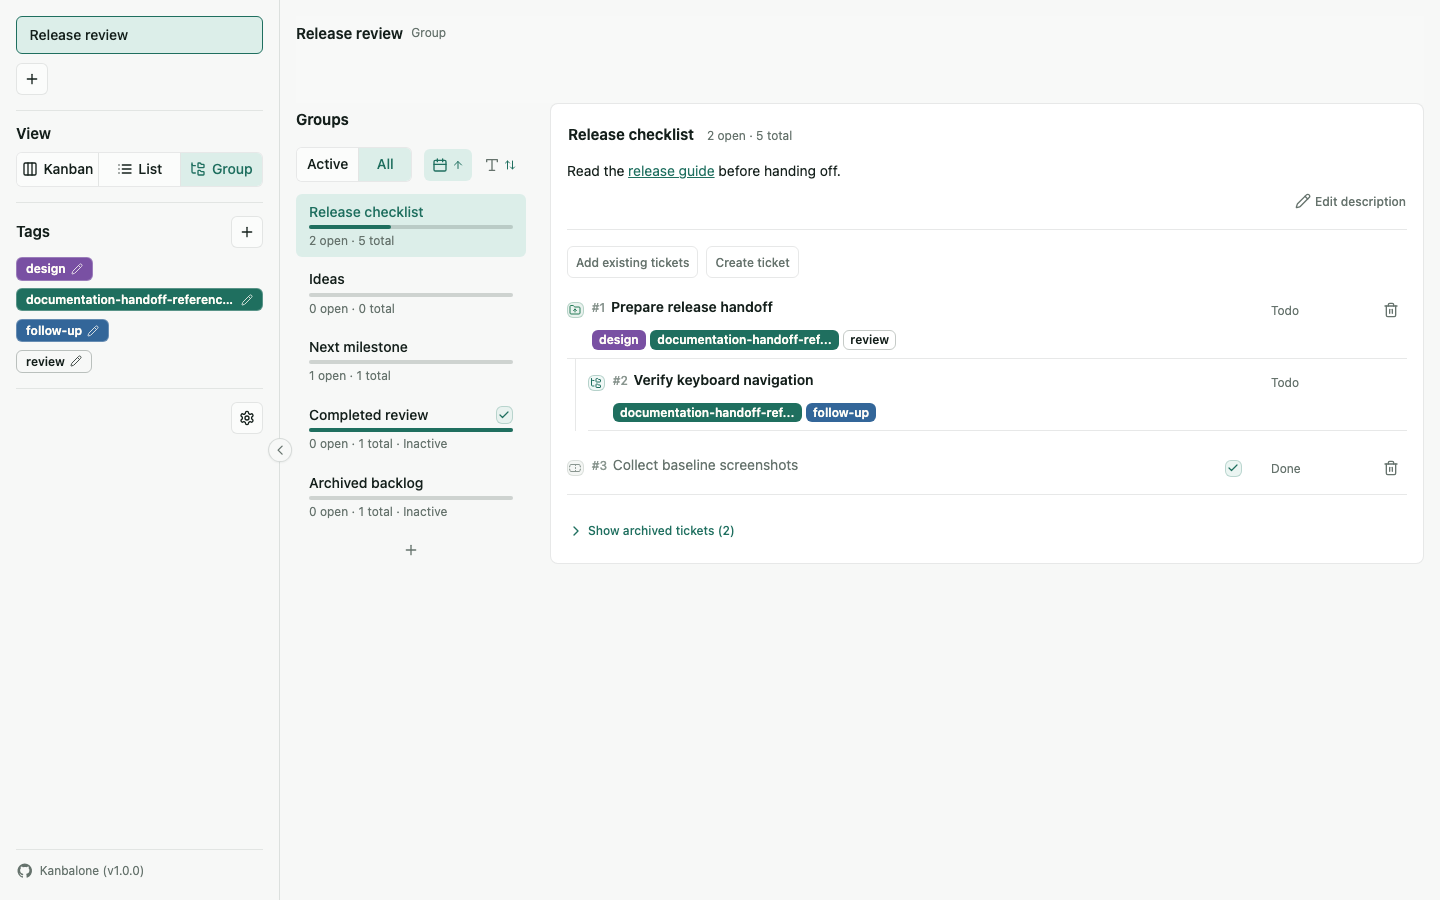 Release review
View
Kanban
List
Group
Tags
design
documentation-handoff-referenc...
follow-up
review
Kanbalone (v1.0.0)
Release review Group
Groups
Active
All
Release checklist
2 open · 5 total
Ideas
0 open · 0 total
Next milestone
1 open · 1 total
Completed review
0 open · 1 total · Inactive
Archived backlog
0 open · 1 total · Inactive
Release checklist 2 open · 5 total
Read the release guide before handing off.
Edit description
Add existing tickets
Create ticket
#1 Prepare release handoff Todo
design documentation-handoff-ref... review
#2 Verify keyboard navigation Todo
documentation-handoff-ref... follow-up
#3 Collect baseline screenshots Done
Show archived tickets (2)